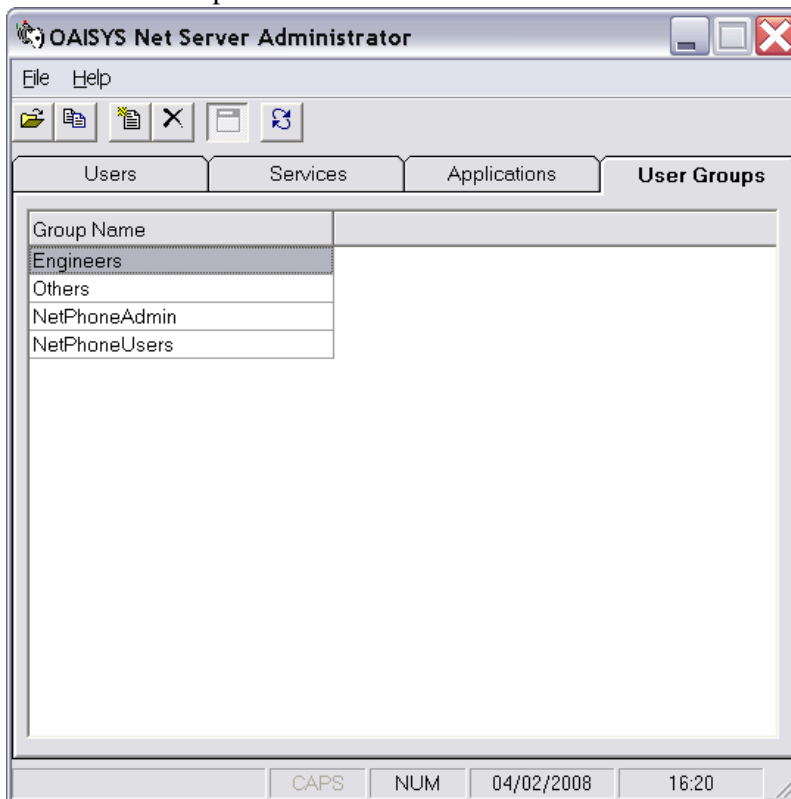 OAISYS Net Server Administrator
File Help
Users Services Applications User Groups
Group Name
Engineers
Others
NetPhoneAdmin
NetPhoneUsers
CAPS NUM 04/02/2008 16:20